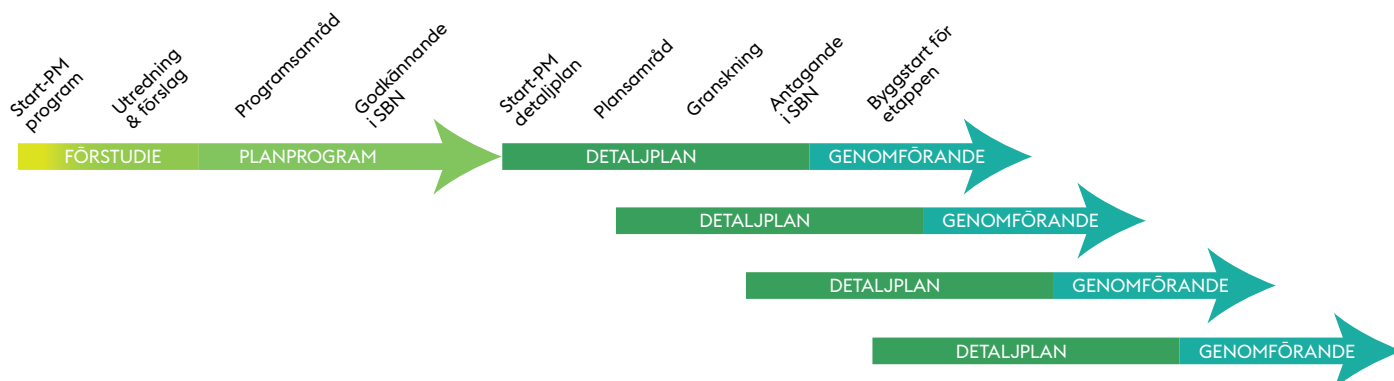 Start-PM
program
Utredning
& förslag
Programsamråd
Godkännande
i SBN
Start-PM
detaljplan
Plansamråd
Granskning
Antagande
i SBN
Byggstart för
etappen
FÖRSTUDIE
PLANPROGRAM
DETALJPLAN
GENOMFÖRANDE
DETALJPLAN
GENOMFÖRANDE
DETALJPLAN
GENOMFÖRANDE
DETALJPLAN
GENOMFÖRANDE